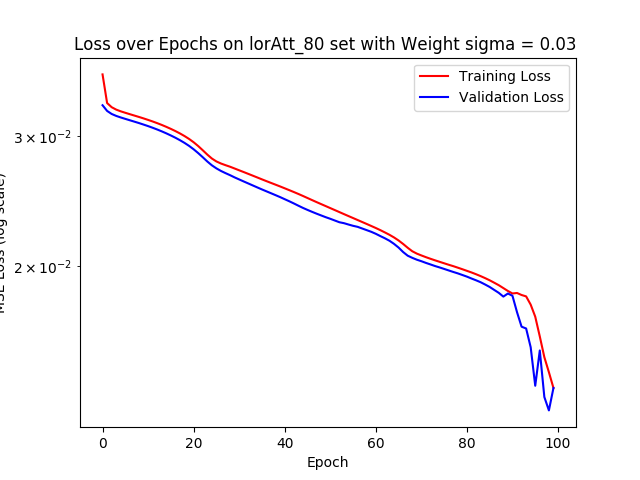 Loss over Epochs on lorAtt_80 set with Weight sigma = 0.03
Training Loss
Validation Loss
3 × 10⁻²
2 × 10⁻²
MSE Loss (log scale)
0 20 40 60 80 100
Epoch